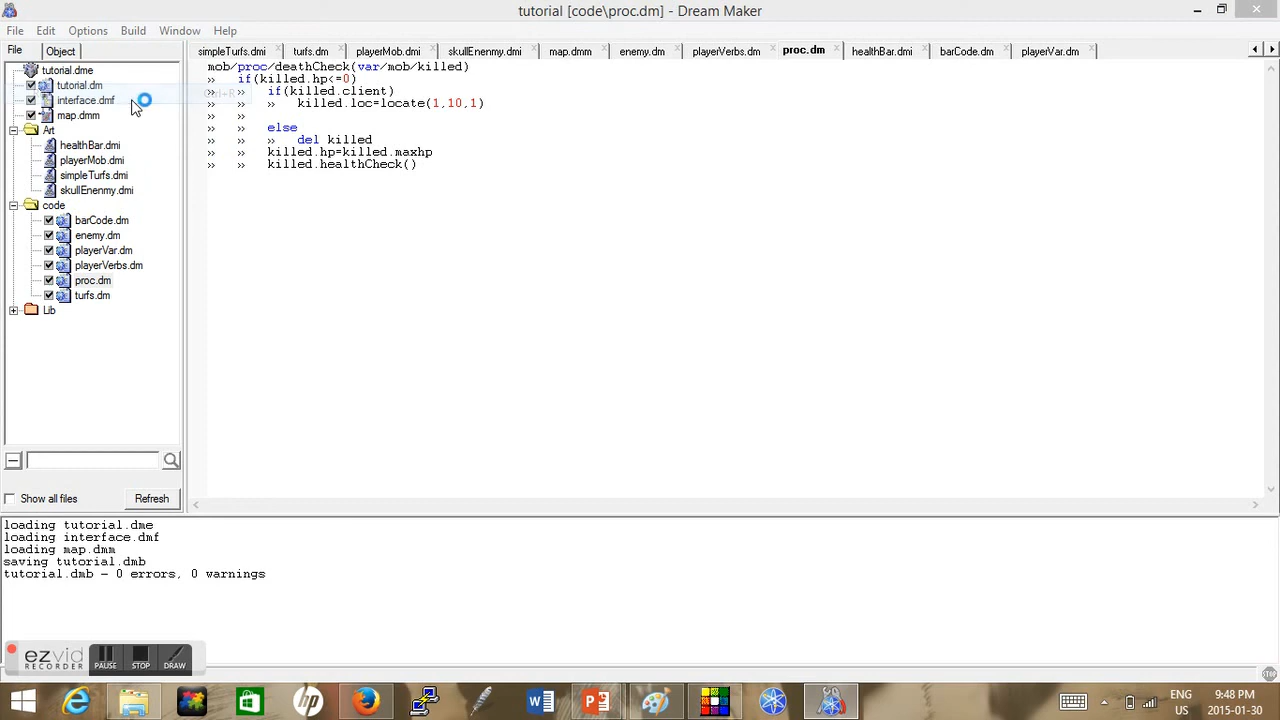 tutorial [code\proc.dm] - Dream Maker
File Edit Options Build Window Help
File Object
simpleTurfs.dmi turfs.dm playerMob.dmi skullEnenmy.dmi map.dmm enemy.dm playerVerbs.dm proc.dm healthBar.dmi barCode.dm playerVar.dm
tutorial.dme
tutorial.dm
interface.dmf
map.dmm
Art
healthBar.dmi
playerMob.dmi
simpleTurfs.dmi
skullEnenmy.dmi
code
barCode.dm
enemy.dm
playerVar.dm
playerVerbs.dm
proc.dm
turfs.dm
Lib
Show all files Refresh
Ctrl+R
mob/proc/deathCheck(var/mob/killed)
» if(killed.hp<=0)
» » if(killed.client)
» » » killed.loc=locate(1,10,1)
» »
» » else
» » » del killed
» » killed.hp=killed.maxhp
» » killed.healthCheck()
loading tutorial.dme
loading interface.dmf
loading map.dmm
saving tutorial.dmb
tutorial.dmb - 0 errors, 0 warnings
ezvid
RECORDER
PAUSE STOP DRAW
ENG
US
9:48 PM
2015-01-30